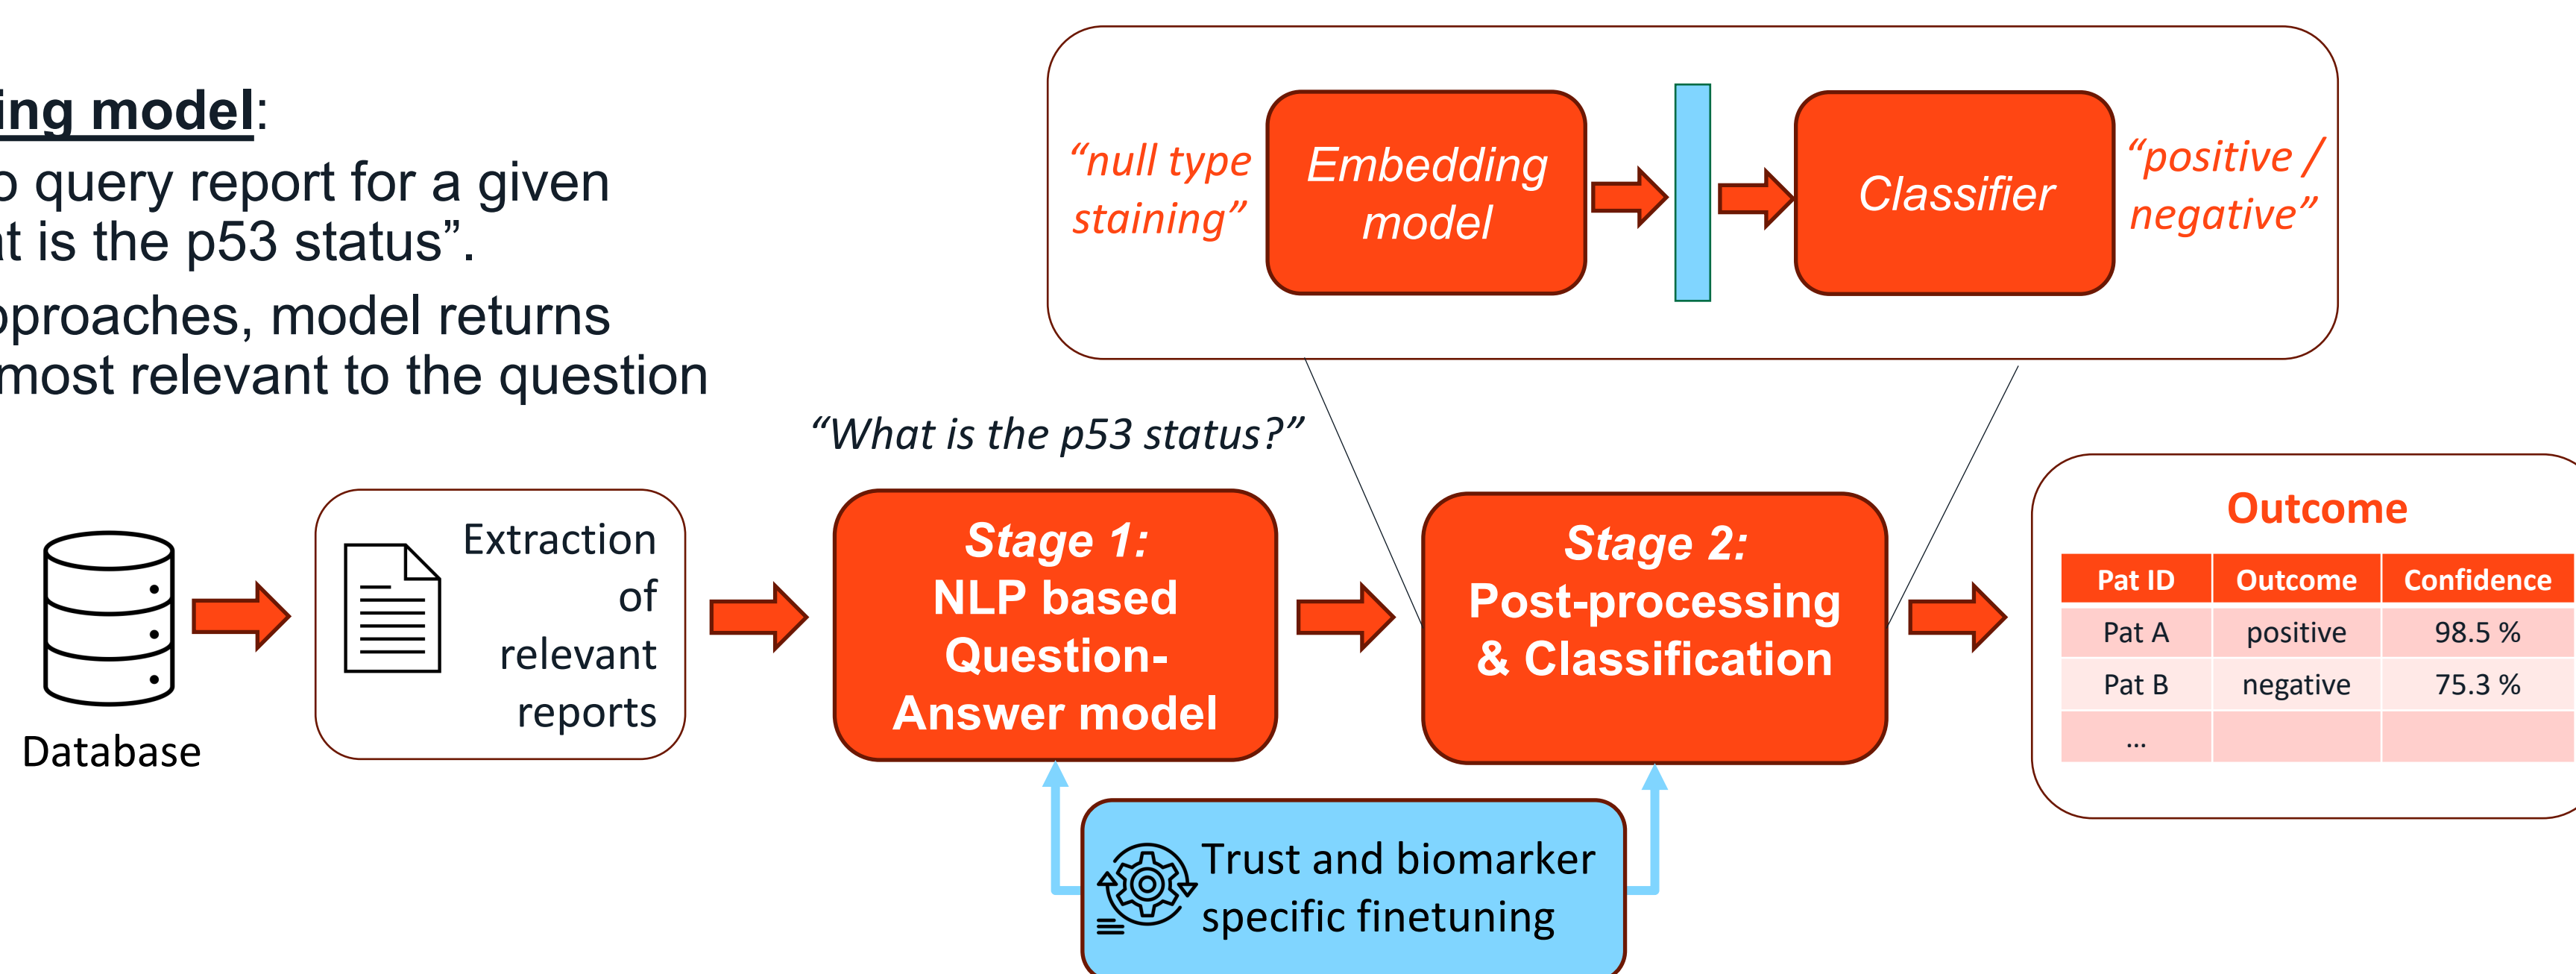 ing model:
o query report for a given
at is the p53 status”.
pproaches, model returns
most relevant to the question
“null type
staining”
Embedding
model
Classifier
“positive /
negative”
“What is the p53 status?”
Database
Extraction
of
relevant
reports
Stage 1:
NLP based
Question-
Answer model
Stage 2:
Post-processing
& Classification
Trust and biomarker
specific finetuning
Outcome
Pat ID Outcome Confidence
Pat A positive 98.5 %
Pat B negative 75.3 %
...